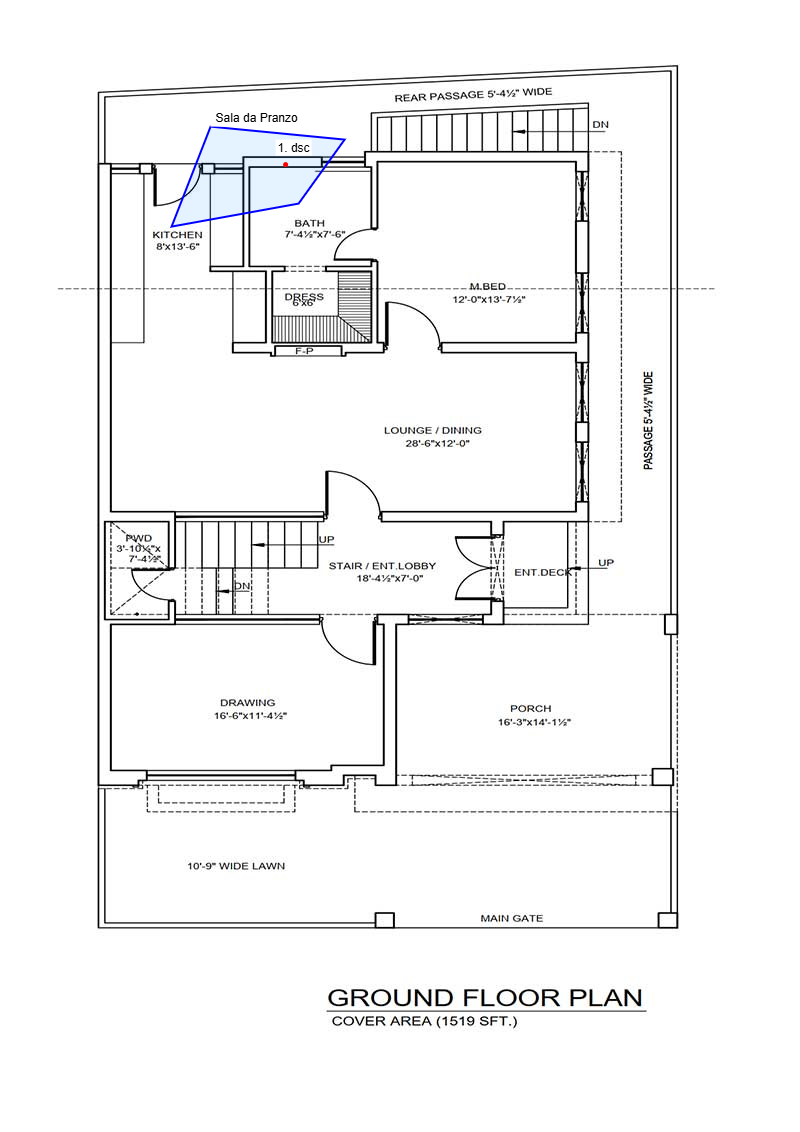 REAR PASSAGE 5'-4½" WIDE
Sala da Pranzo
DN
1. dsc
BATH
7'-4½"x7'-6"
KITCHEN
8'x13'-6"
M.BED
12'-0"x13'-7½"
DRESS
6'x6'
F-P
PASSAGE 5'-4½" WIDE
LOUNGE / DINING
28'-6"x12'-0"
PWD
3'-10½"x
7'-4½"
UP
STAIR / ENT.LOBBY
18'-4½"x7'-0"
UP
ENT.DECK
DN
DRAWING
16'-6"x11'-4½"
PORCH
16'-3"x14'-1½"
10'-9" WIDE LAWN
MAIN GATE
GROUND FLOOR PLAN
COVER AREA (1519 SFT.)